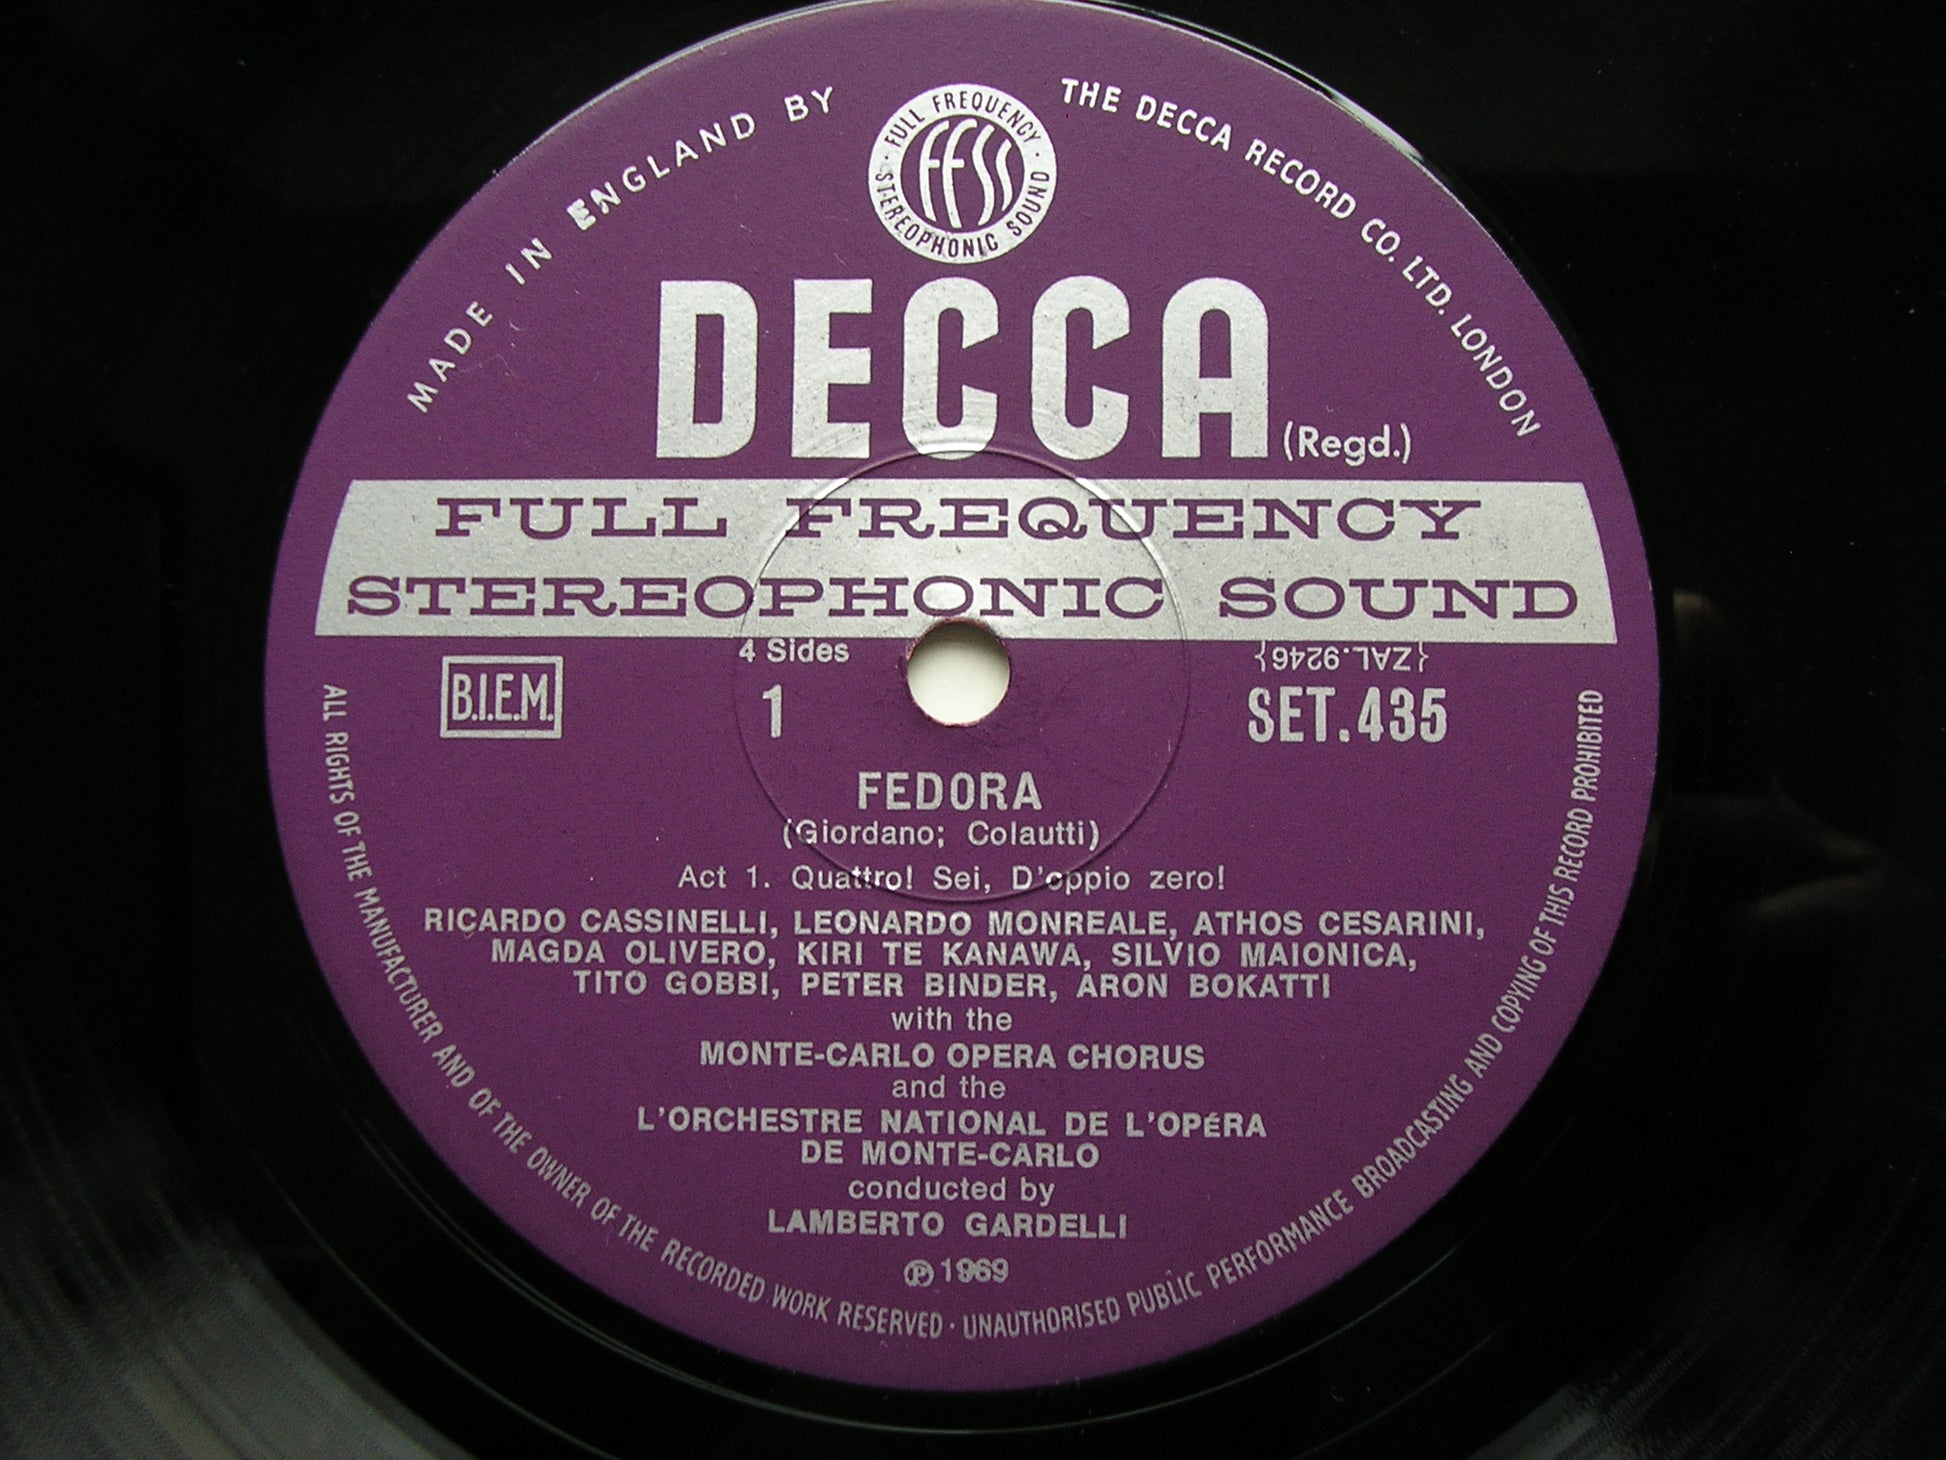 MADE IN ENGLAND BY
THE DECCA RECORD CO. LTD. LONDON
· FULL FREQUENCY ·
STEREOPHONIC SOUND
FFSS
DECCA (Regd.)
FULL FREQUENCY
STEREOPHONIC SOUND
4 Sides
{ZAL.9246}
B.I.E.M.
1
SET.435
FEDORA
(Giordano; Colautti)
Act 1. Quattro! Sei, D'oppio zero!
RICARDO CASSINELLI, LEONARDO MONREALE, ATHOS CESARINI,
MAGDA OLIVERO, KIRI TE KANAWA, SILVIO MAIONICA,
TITO GOBBI, PETER BINDER, ARON BOKATTI
with the
MONTE-CARLO OPERA CHORUS
and the
L'ORCHESTRE NATIONAL DE L'OPéRA
DE MONTE-CARLO
conducted by
LAMBERTO GARDELLI
℗ 1969
ALL RIGHTS OF THE MANUFACTURER AND OF THE OWNER OF THE RECORDED WORK RESERVED · UNAUTHORISED PUBLIC PERFORMANCE BROADCASTING AND COPYING OF THIS RECORD PROHIBITED